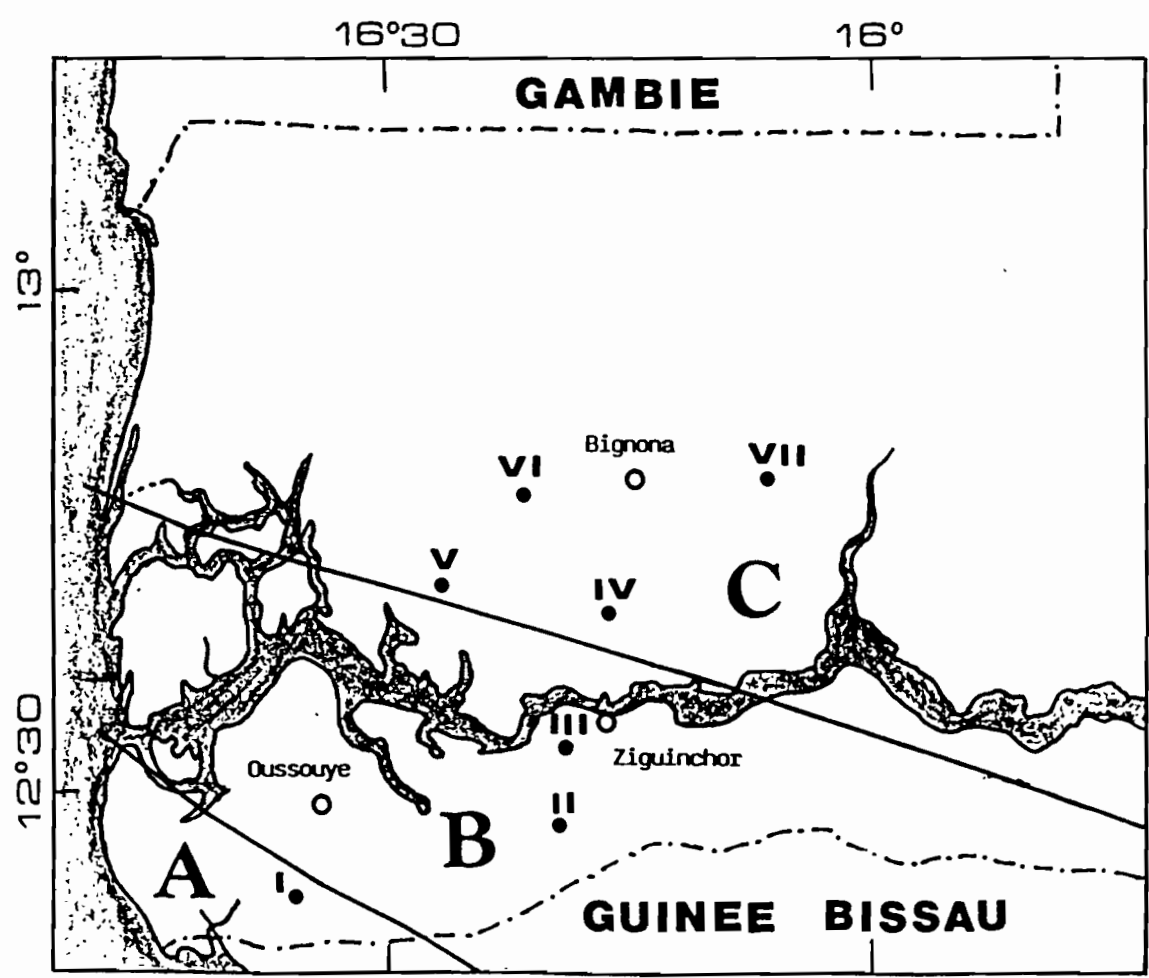 16°30
16°
GAMBIE
13°
Bignona
VI
VII
V
IV
C
III
Ziguinchor
12°30
Oussouye
II
B
A
I
GUINEE BISSAU